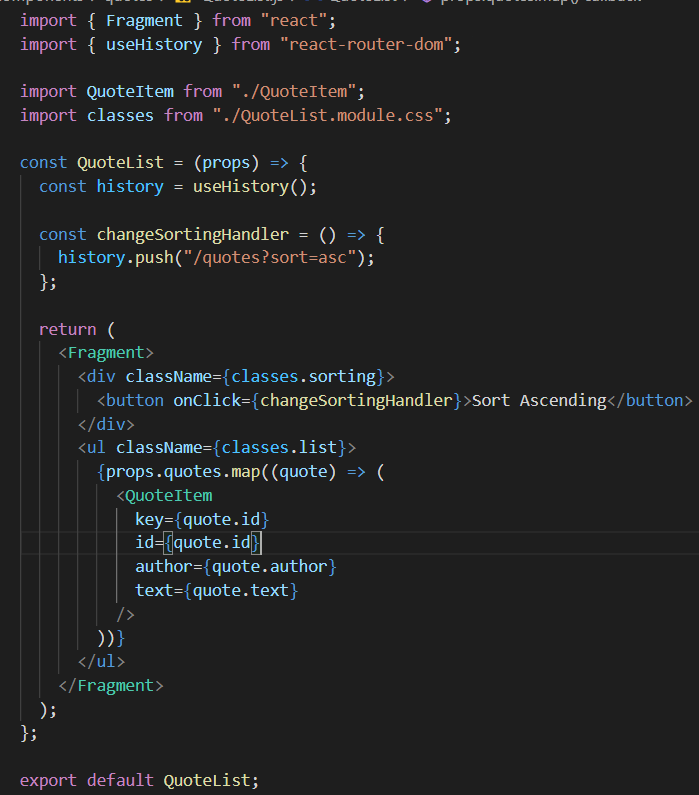 import { Fragment } from "react";
import { useHistory } from "react-router-dom";
import QuoteItem from "./QuoteItem";
import classes from "./QuoteList.module.css";
const QuoteList = (props) => {
const history = useHistory();
const changeSortingHandler = () => {
history.push("/quotes?sort=asc");
};
return (
<Fragment>
<div className={classes.sorting}>
<button onClick={changeSortingHandler}>Sort Ascending</button>
</div>
<ul className={classes.list}>
{props.quotes.map((quote) => (
<QuoteItem
key={quote.id}
id={quote.id}
author={quote.author}
text={quote.text}
/>
))}
</ul>
</Fragment>
);
};
export default QuoteList;